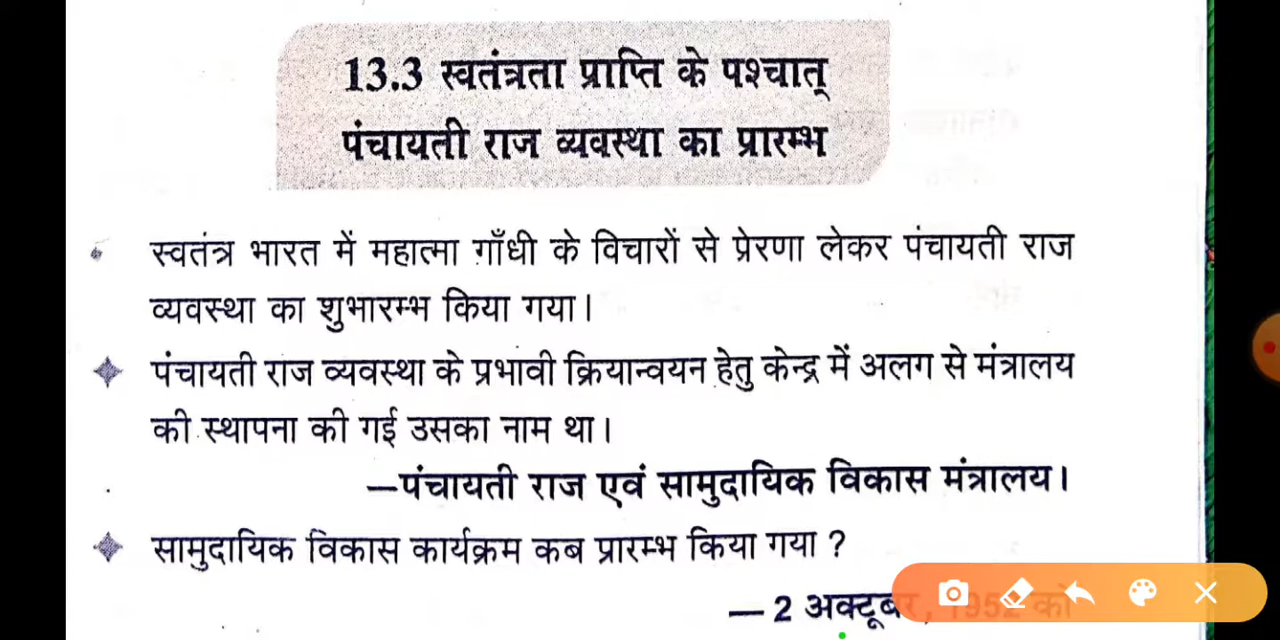 13.3 स्वतंत्रता प्राप्ति के पश्चात्
पंचायती राज व्यवस्था का प्रारम्भ
स्वतंत्र भारत में महात्मा गाँधी के विचारों से प्रेरणा लेकर पंचायती राज
व्यवस्था का शुभारम्भ किया गया।
पंचायती राज व्यवस्था के प्रभावी क्रियान्वयन हेतु केन्द्र में अलग से मंत्रालय
की स्थापना की गई उसका नाम था।
—पंचायती राज एवं सामुदायिक विकास मंत्रालय।
सामुदायिक विकास कार्यक्रम कब प्रारम्भ किया गया ?
— 2 अक्टूबर, 1952 को